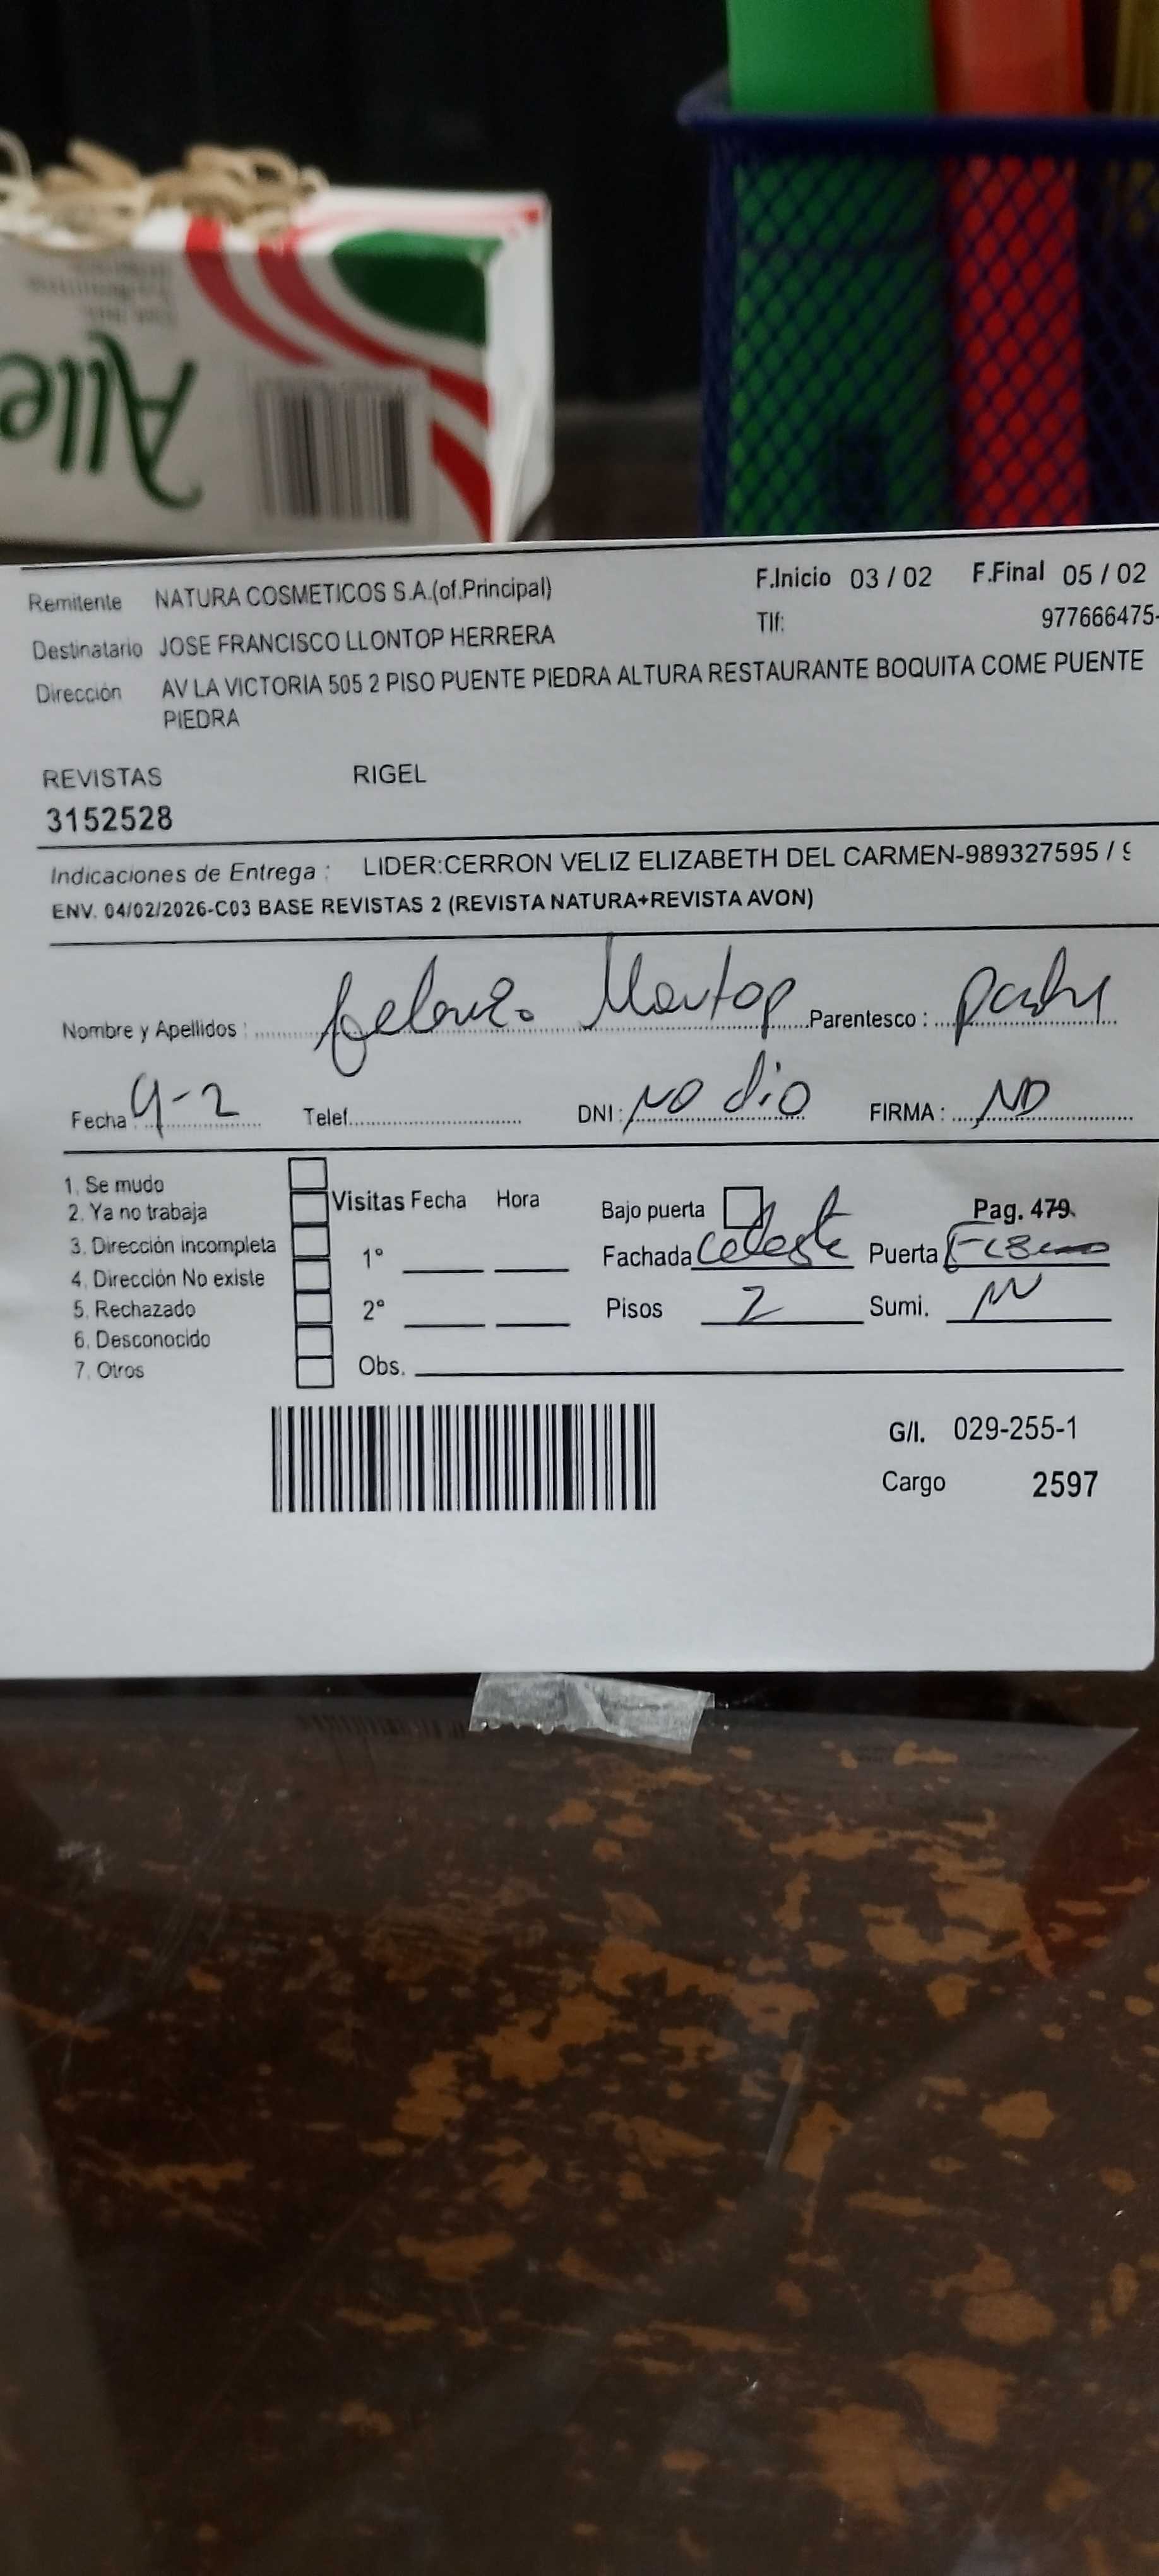 Alle
Remitente NATURA COSMETICOS S.A.(of.Principal) F.Inicio 03 / 02 F.Final 05 / 02
Tlf: 977666475-
Destinatario JOSE FRANCISCO LLONTOP HERRERA
Dirección AV LA VICTORIA 505 2 PISO PUENTE PIEDRA ALTURA RESTAURANTE BOQUITA COME PUENTE
PIEDRA
REVISTAS RIGEL
3152528
Indicaciones de Entrega : LIDER:CERRON VELIZ ELIZABETH DEL CARMEN-989327595 / 9
ENV. 04/02/2026-C03 BASE REVISTAS 2 (REVISTA NATURA+REVISTA AVON)
Nombre y Apellidos : Llontop Parentesco : padre
Fecha 4-2 Telef. DNI : NO dio FIRMA : ND
1. Se mudo
2. Ya no trabaja Visitas Fecha Hora Bajo puerta Pag. 479.
3. Dirección incompleta 1° Fachada celeste Puerta
4. Dirección No existe
5. Rechazado 2° Pisos 2 Sumi.
6. Desconocido
7. Otros Obs.
G/I. 029-255-1
Cargo 2597